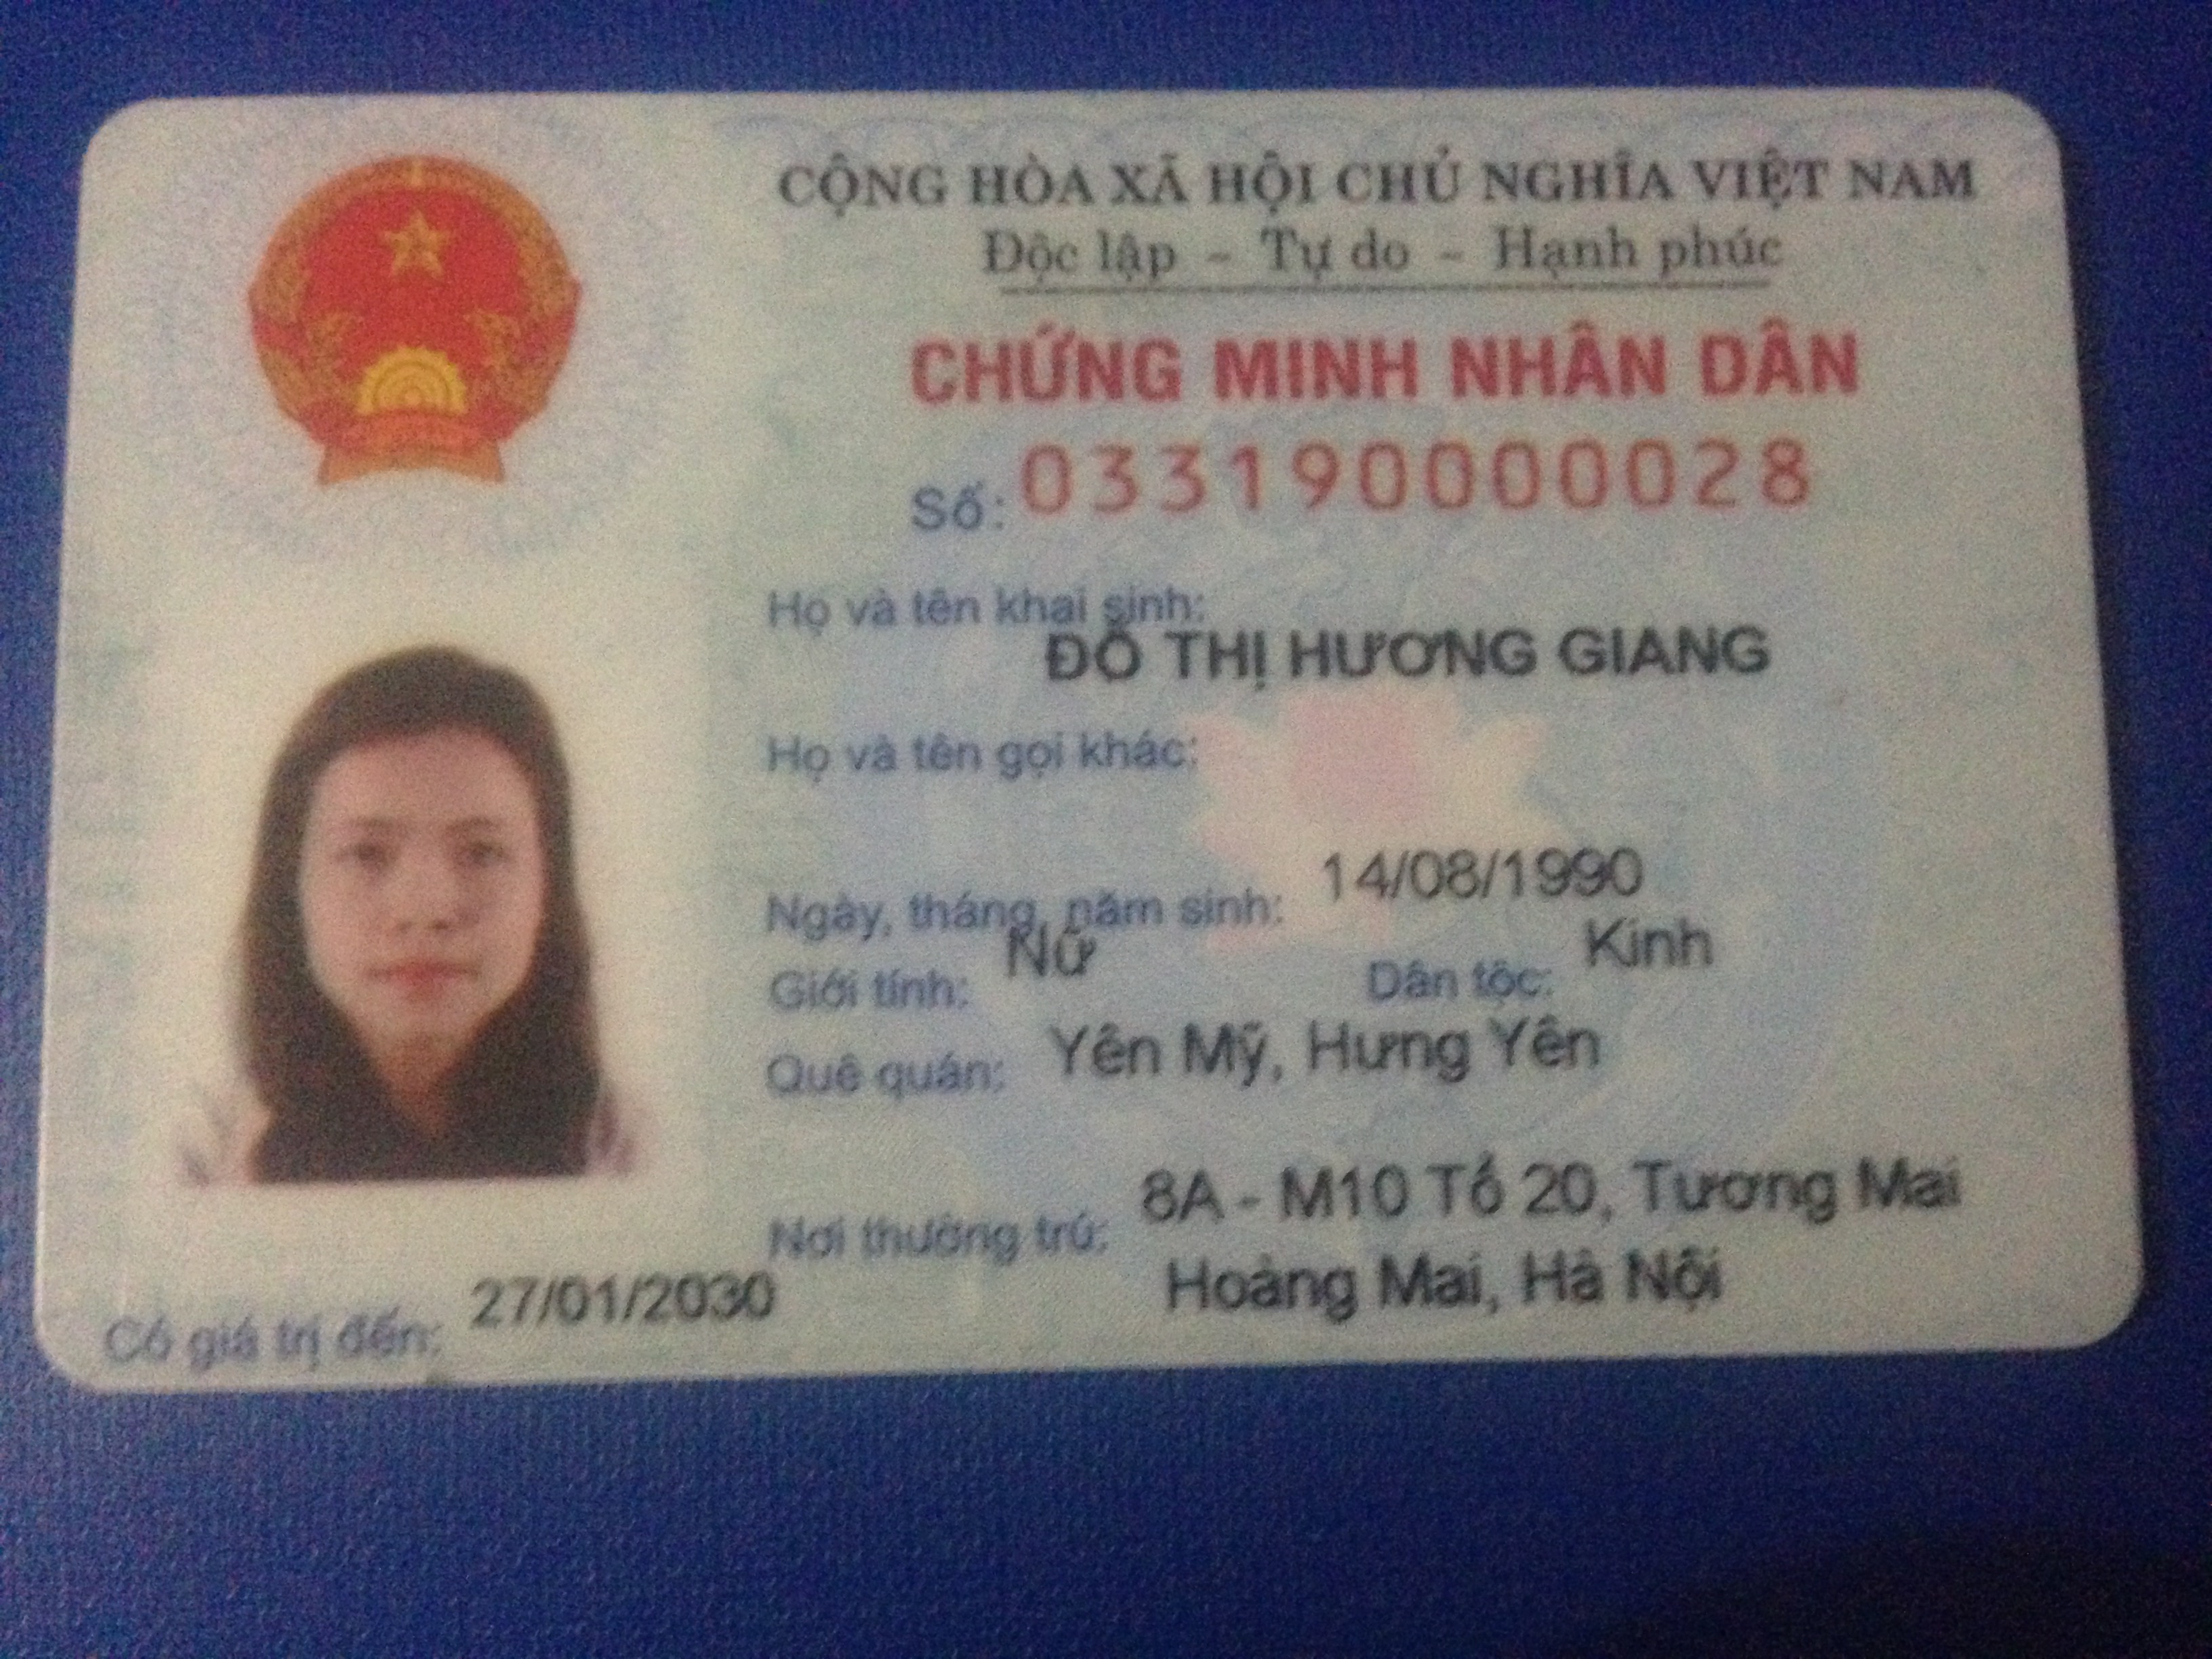 CỘNG HÒA XÃ HỘI CHỦ NGHĨA VIỆT NAM
Độc lập - Tự do - Hạnh phúc
CHỨNG MINH NHÂN DÂN
Số: 033190000028
Họ và tên khai sinh:
ĐỖ THỊ HƯƠNG GIANG
Họ và tên gọi khác:
Ngày, tháng, năm sinh: 14/08/1990
Giới tính: Nữ Dân tộc: Kinh
Quê quán: Yên Mỹ, Hưng Yên
Nơi thường trú: 8A - M10 Tổ 20, Tương Mai
Hoàng Mai, Hà Nội
Có giá trị đến: 27/01/2030